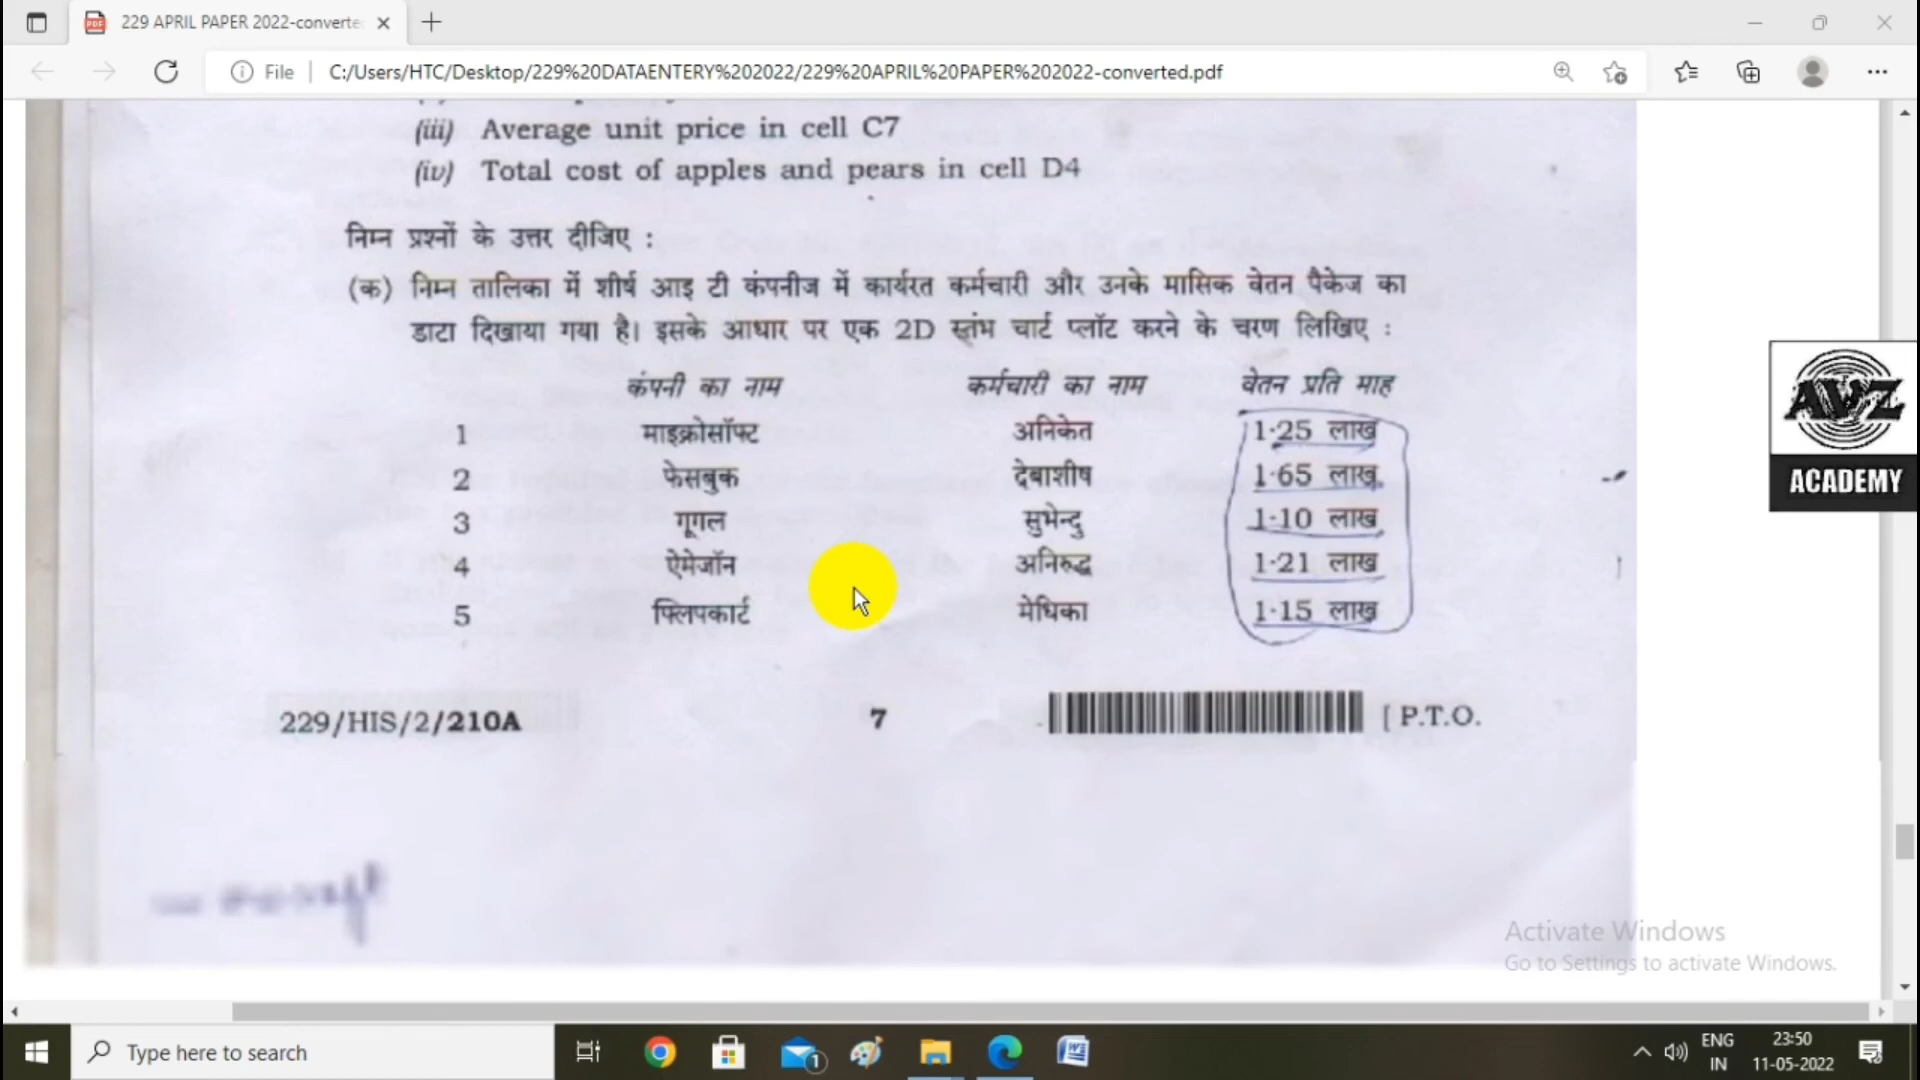 229 APRIL PAPER 2022-converte
File
C:/Users/HTC/Desktop/229%20DATAENTERY%202022/229%20APRIL%20PAPER%202022-converted.pdf
(iii) Average unit price in cell C7
(iv) Total cost of apples and pears in cell D4
निम्न प्रश्नों के उत्तर दीजिए :
(क) निम्न तालिका में शीर्ष आइ टी कंपनीज में कार्यरत कर्मचारी और उनके मासिक वेतन पैकेज का
डाटा दिखाया गया है। इसके आधार पर एक 2D स्तंभ चार्ट प्लॉट करने के चरण लिखिए :
कंपनी का नाम कर्मचारी का नाम वेतन प्रति माह
1 माइक्रोसॉफ्ट अनिकेत 1·25 लाख
2 फेसबुक देबाशीष 1·65 लाख
3 गूगल सुभेन्दु 1·10 लाख
4 ऐमेजॉन अनिरुद्ध 1·21 लाख
5 फ्लिपकार्ट मेधिका 1·15 लाख
229/HIS/2/210A 7 [ P.T.O.
AVZ
ACADEMY
Activate Windows
Go to Settings to activate Windows.
Type here to search
1
ENG
IN
23:50
11-05-2022